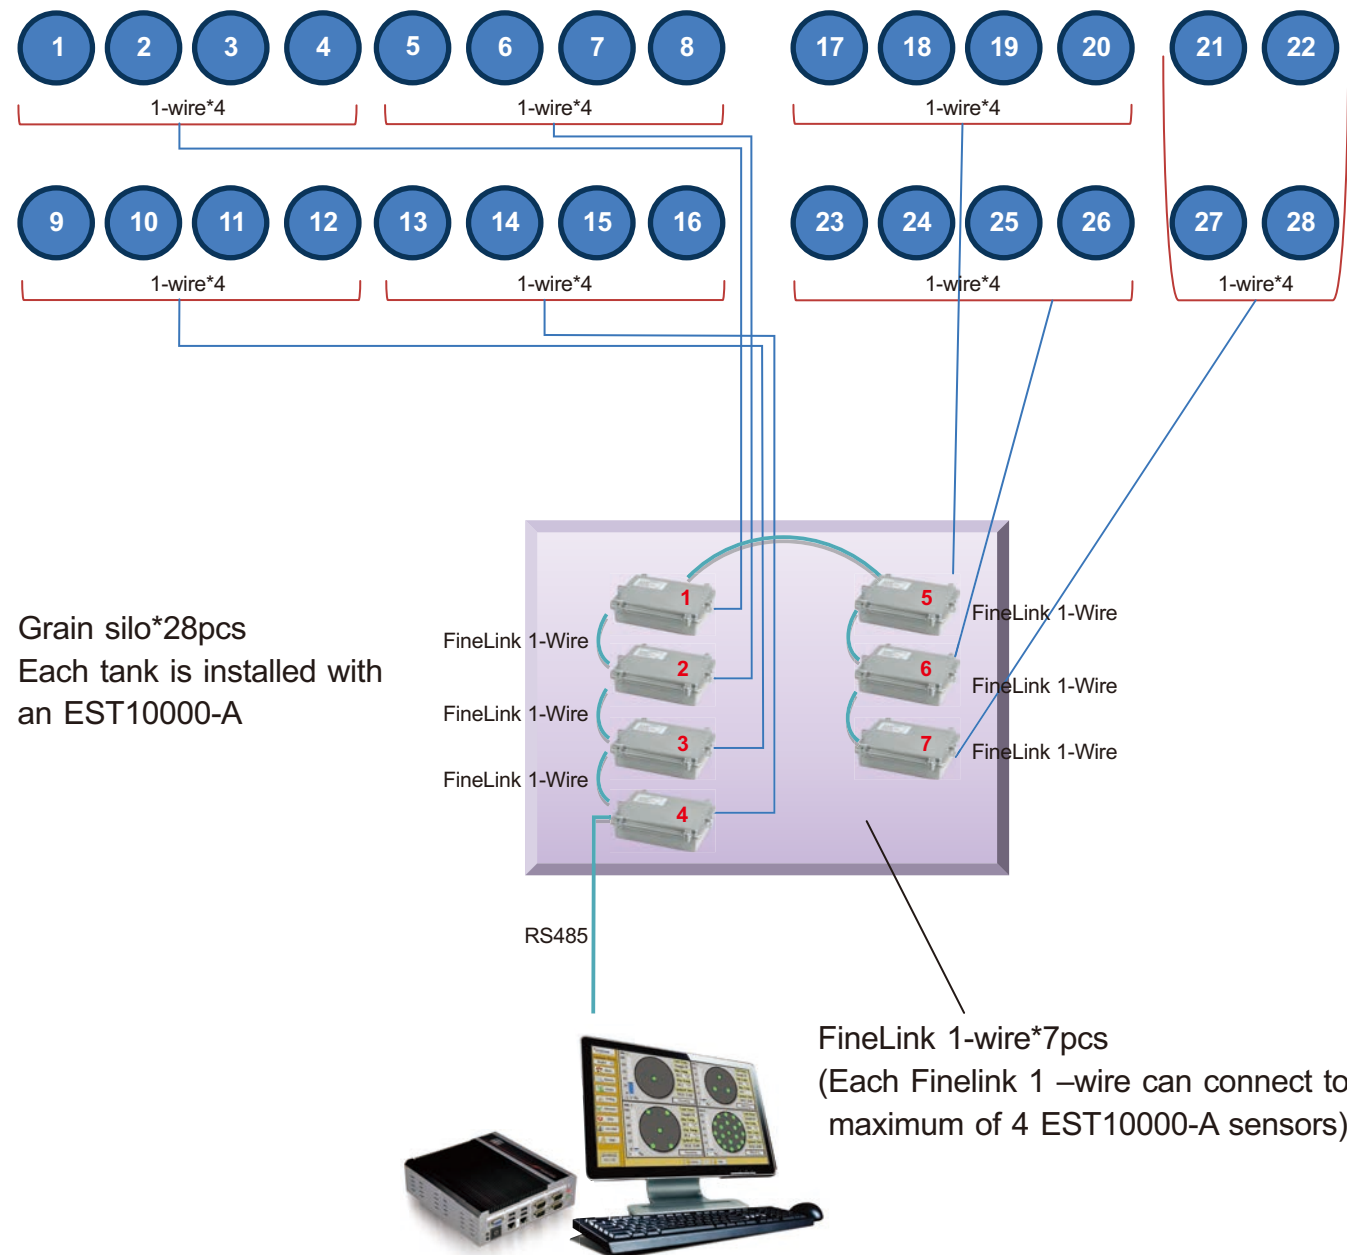 1 2 3 4 5 6 7 8 17 18 19 20 21 22
1-wire*4 1-wire*4 1-wire*4
9 10 11 12 13 14 15 16 23 24 25 26 27 28
1-wire*4 1-wire*4 1-wire*4 1-wire*4
1 5
FineLink 1-Wire FineLink 1-Wire
2 6
FineLink 1-Wire FineLink 1-Wire
3 7
FineLink 1-Wire FineLink 1-Wire
4
Grain silo*28pcs
Each tank is installed with
an EST10000-A
RS485
FineLink 1-wire*7pcs
(Each Finelink 1 –wire can connect to
maximum of 4 EST10000-A sensors)